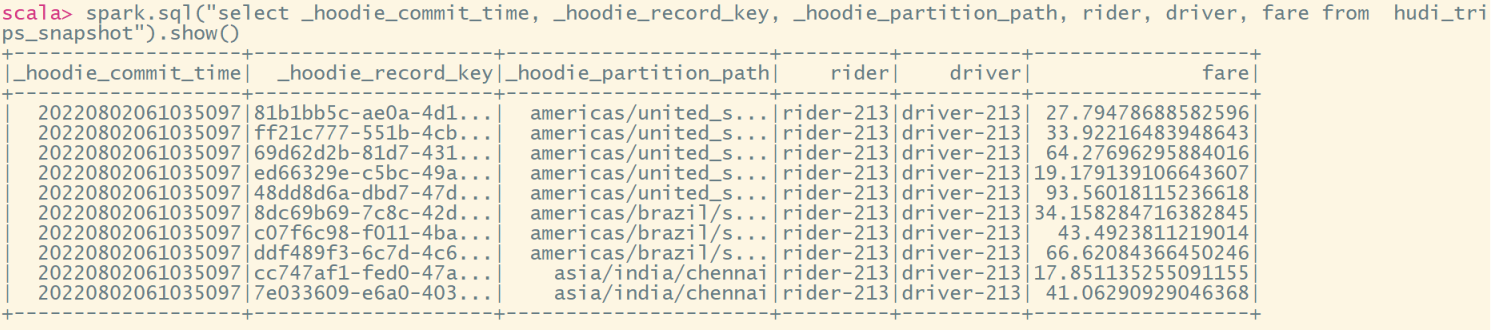 scala> spark.sql("select _hoodie_commit_time, _hoodie_record_key, _hoodie_partition_path, rider, driver, fare from  hudi_tri
ps_snapshot").show()
+-------------------+--------------------+----------------------+---------+----------+------------------+
|_hoodie_commit_time|  _hoodie_record_key|_hoodie_partition_path|    rider|    driver|              fare|
+-------------------+--------------------+----------------------+---------+----------+------------------+
|  20220802061035097|81b1bb5c-ae0a-4d1...|  americas/united_s...|rider-213|driver-213| 27.79478688582596|
|  20220802061035097|ff21c777-551b-4cb...|  americas/united_s...|rider-213|driver-213| 33.92216483948643|
|  20220802061035097|69d62d2b-81d7-431...|  americas/united_s...|rider-213|driver-213| 64.27696295884016|
|  20220802061035097|ed66329e-c5bc-49a...|  americas/united_s...|rider-213|driver-213|19.179139106643607|
|  20220802061035097|48dd8d6a-dbd7-47d...|  americas/united_s...|rider-213|driver-213| 93.56018115236618|
|  20220802061035097|8dc69b69-7c8c-42d...|  americas/brazil/s...|rider-213|driver-213|34.158284716382845|
|  20220802061035097|c07f6c98-f011-4ba...|  americas/brazil/s...|rider-213|driver-213|  43.4923811219014|
|  20220802061035097|ddf489f3-6c7d-4c6...|  americas/brazil/s...|rider-213|driver-213| 66.62084366450246|
|  20220802061035097|cc747af1-fed0-47a...|    asia/india/chennai|rider-213|driver-213|17.851135255091155|
|  20220802061035097|7e033609-e6a0-403...|    asia/india/chennai|rider-213|driver-213| 41.06290929046368|
+-------------------+--------------------+----------------------+---------+----------+------------------+